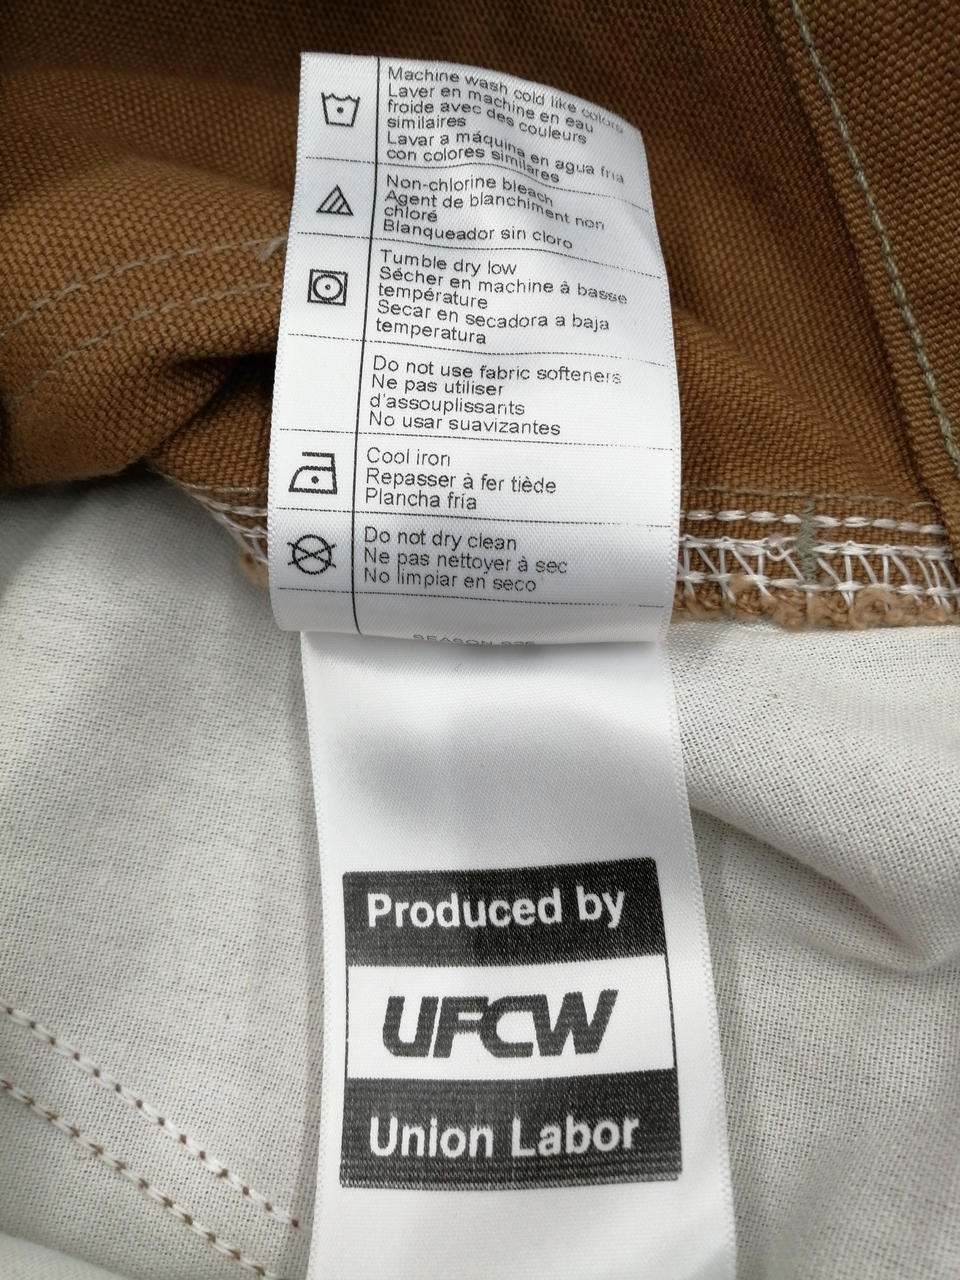 Machine wash cold like colors
Laver en machine en eau
froide avec des couleurs
similaires
Lavar a máquina en agua fria
con colores similares
Non-chlorine bleach
Agent de blanchiment non
chloré
Blanqueador sin cloro
Tumble dry low
Sécher en machine à basse
température
Secar en secadora a baja
temperatura
Do not use fabric softeners
Ne pas utiliser
d'assouplissants
No usar suavizantes
Cool iron
Repasser à fer tiède
Plancha fría
Do not dry clean
Ne pas nettoyer à sec
No limpiar en seco
SEASON
Produced by
UFCW
Union Labor